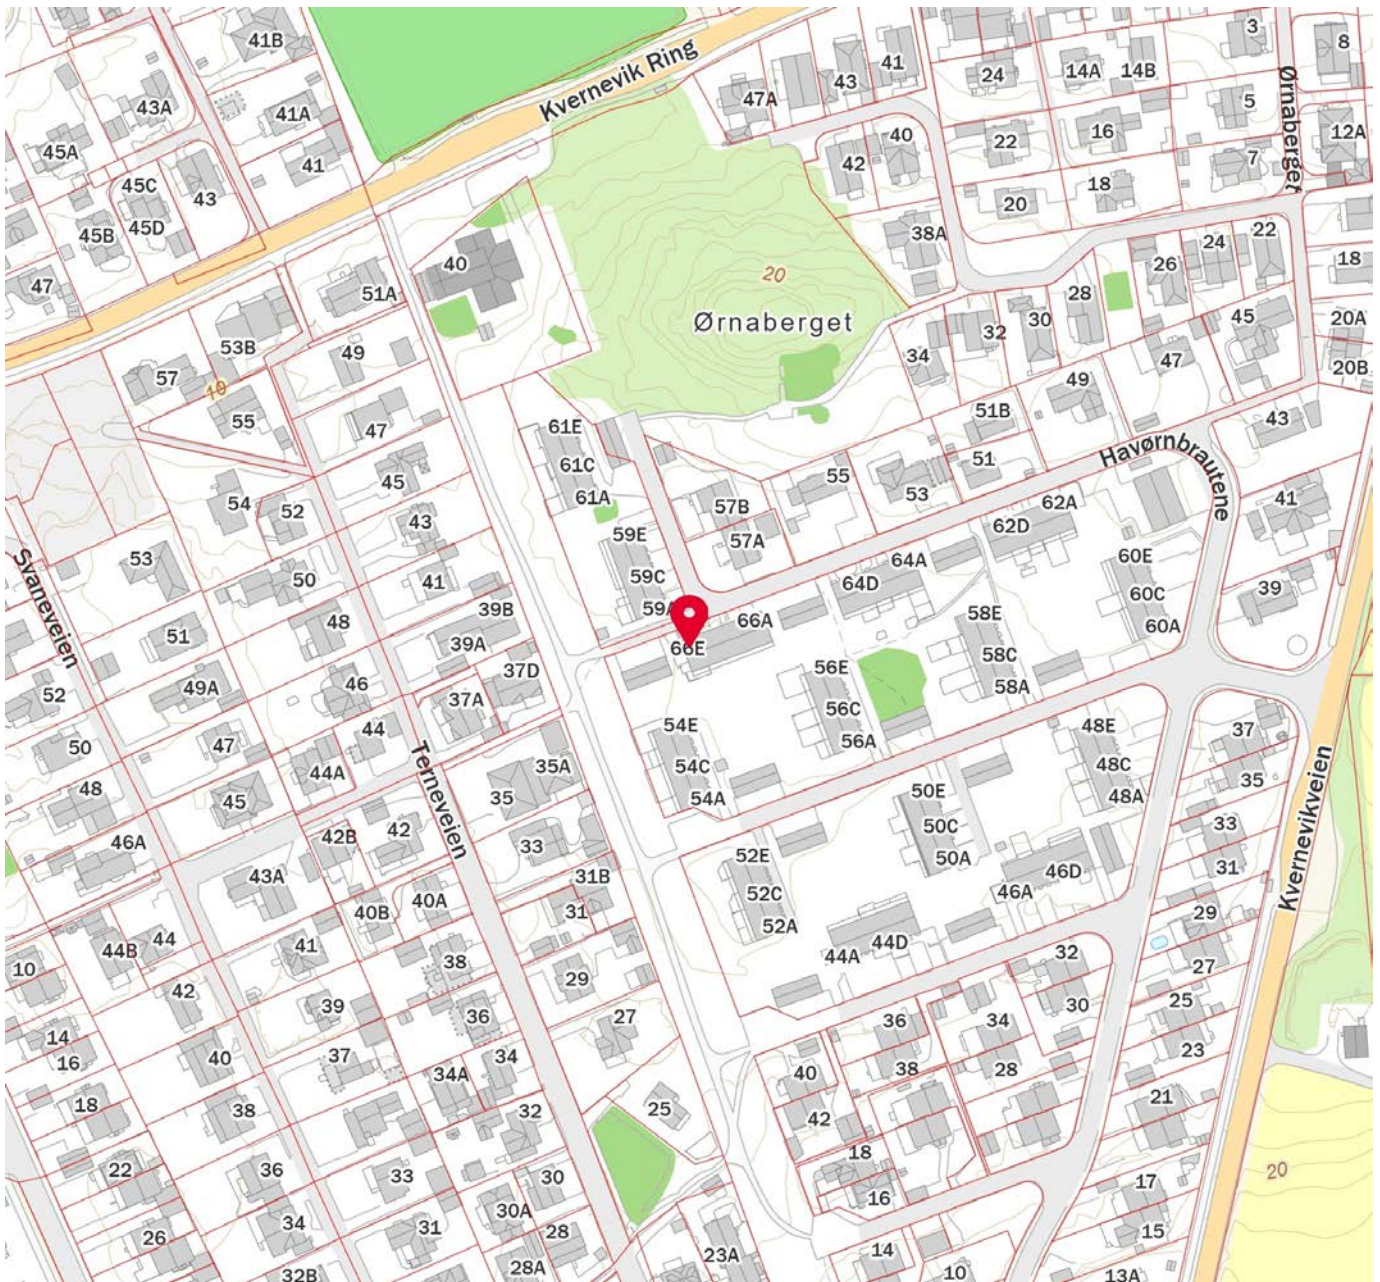 41B
43
41
24
14A
14B
3
8
Kvernevik Ring
Ørnaberget
47A
43A
41A
5
16
12A
45A
41
42
40
22
7
45C
43
18
45D
20
45B
38A
22
24
40
20
26
18
47
51A
28
Ørnaberget
30
45
20A
53B
49
32
34
47
20B
57
10
49
55
47
51B
43
61E
Havørnbrautene
61C
51
45
55
53
61A
41
54
52
57B
62A
43
62D
59E
57A
Svaneveien
53
60E
50
41
59C
64A
64D
39
39B
59A
60C
48
66A
58E
60A
51
39A
66E
58C
37D
56E
46
58A
52
49A
37A
56C
54E
48E
37
44
56A
50
47
Terneveien
54C
48C
35A
35
44A
50E
48
45
35
54A
48A
Kvernevikveien
42
33
50C
33
46A
42B
52E
50A
31
43A
31B
46D
52C
40A
46A
40B
31
29
52A
44
41
44D
44B
32
38
44A
27
10
29
42
30
25
39
36
27
36
34
14
23
16
40
37
34
38
28
34A
40
18
38
25
32
42
21
22
36
33
30
18
17
16
30A
34
31
28
15
26
23A
14
32B
28A
10
13A
20